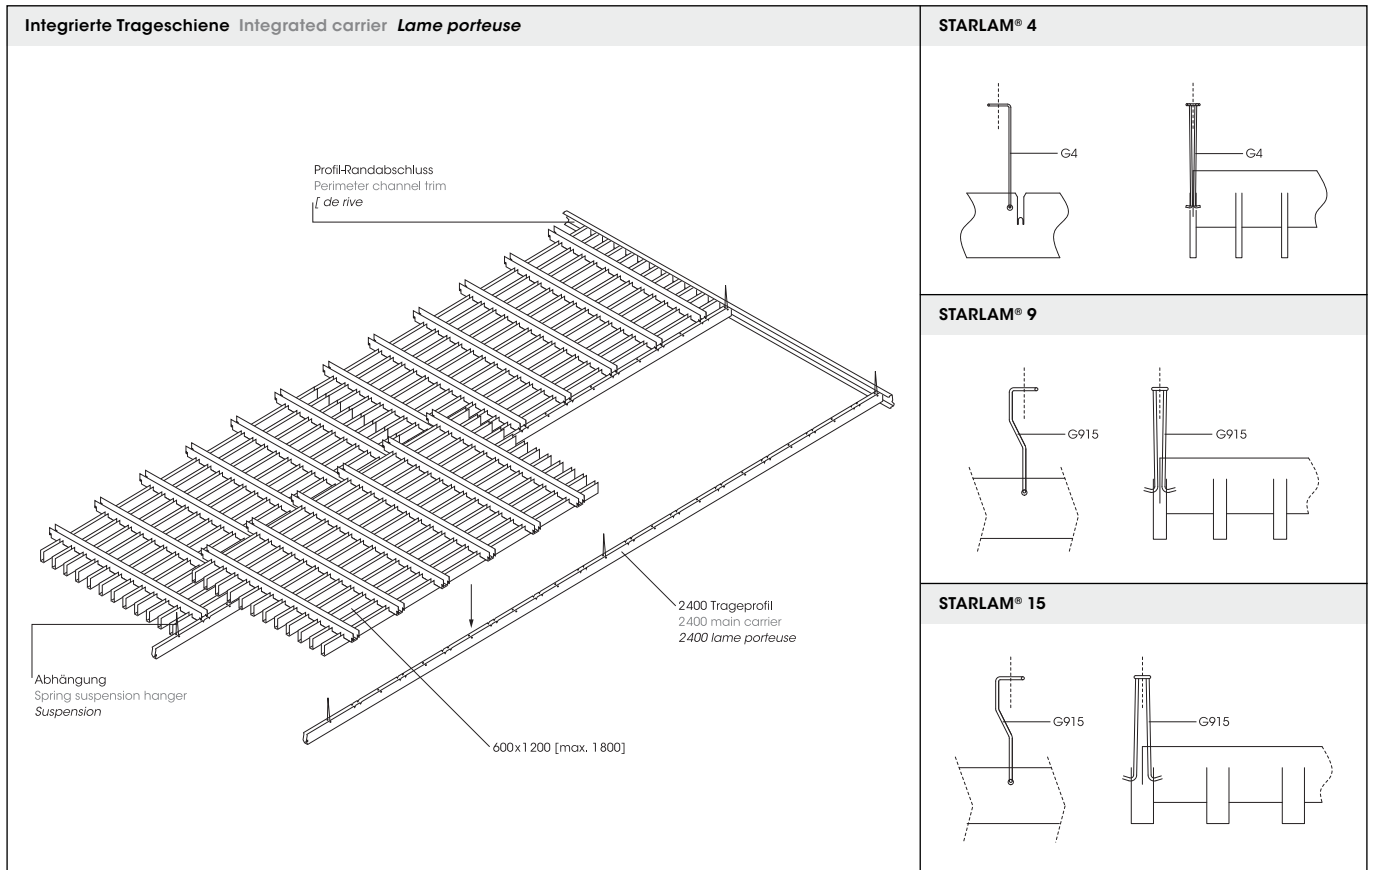 Integrierte Trageschiene Integrated carrier Lame porteuse
Profil-Randabschluss
Perimeter channel trim
[ de rive
2400 Trageprofil
2400 main carrier
2400 lame porteuse
Abhängung
Spring suspension hanger
Suspension
600x1200 [max. 1800]
STARLAM® 4
G4
G4
STARLAM® 9
G915
G915
STARLAM® 15
G915
G915